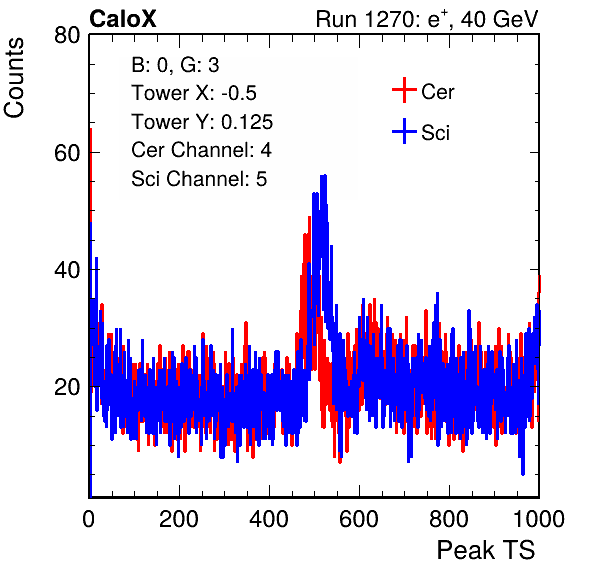 CaloX Run 1270: e+, 40 GeV
Counts
80
60
40
20
B: 0, G: 3
Tower X: -0.5
Tower Y: 0.125
Cer Channel: 4
Sci Channel: 5
Cer
Sci
0 200 400 600 800 1000
Peak TS